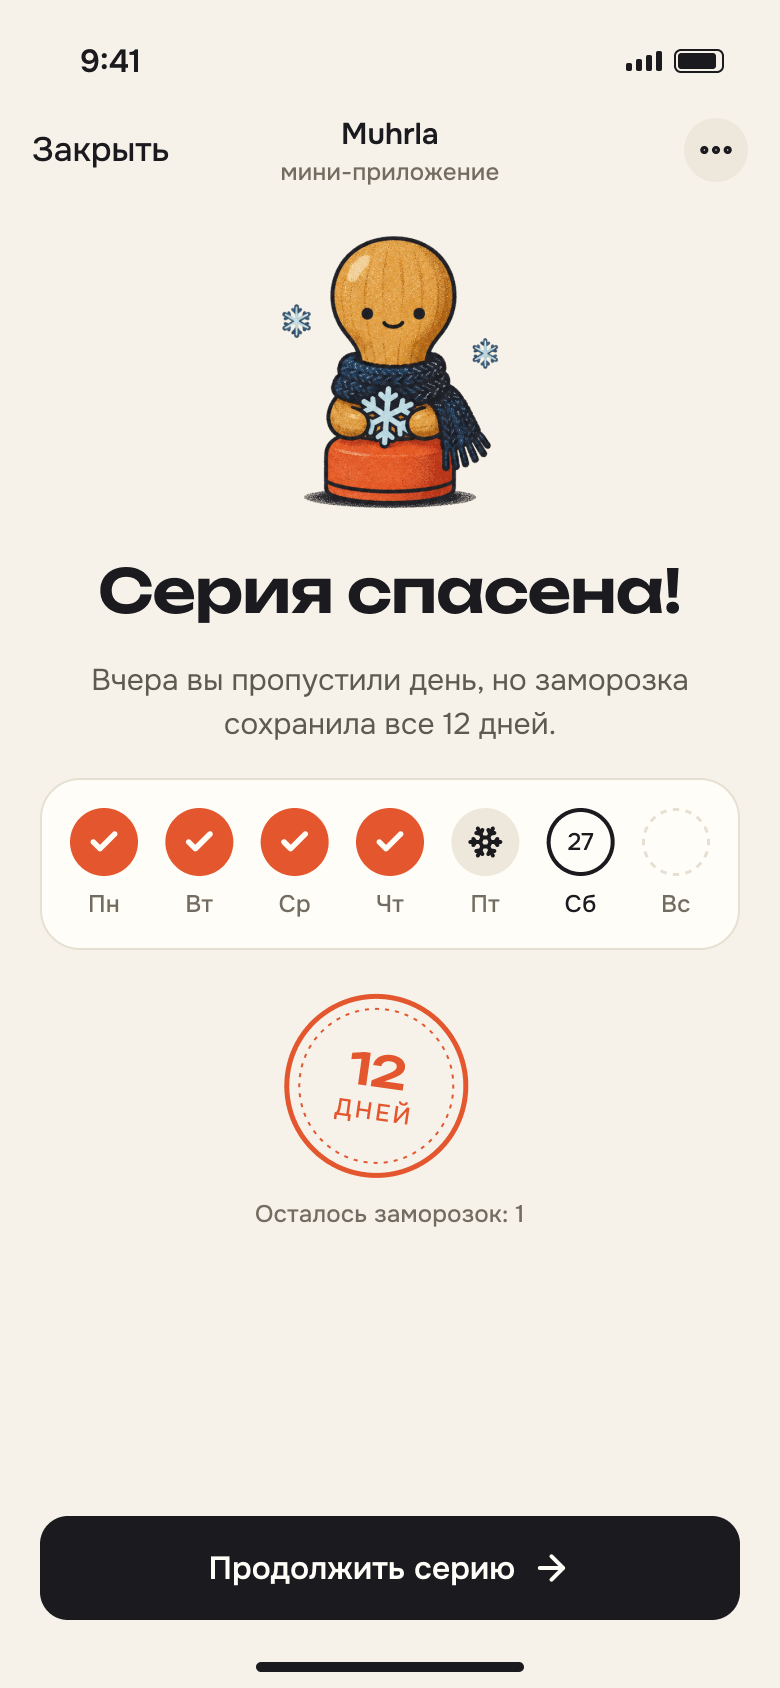 9:41
Закрыть
Muhrla
мини-приложение
Серия спасена!
Вчера вы пропустили день, но заморозка
сохранила все 12 дней.
27
Пн Вт Ср Чт Пт Сб Вс
12
ДНЕЙ
Осталось заморозок: 1
Продолжить серию →